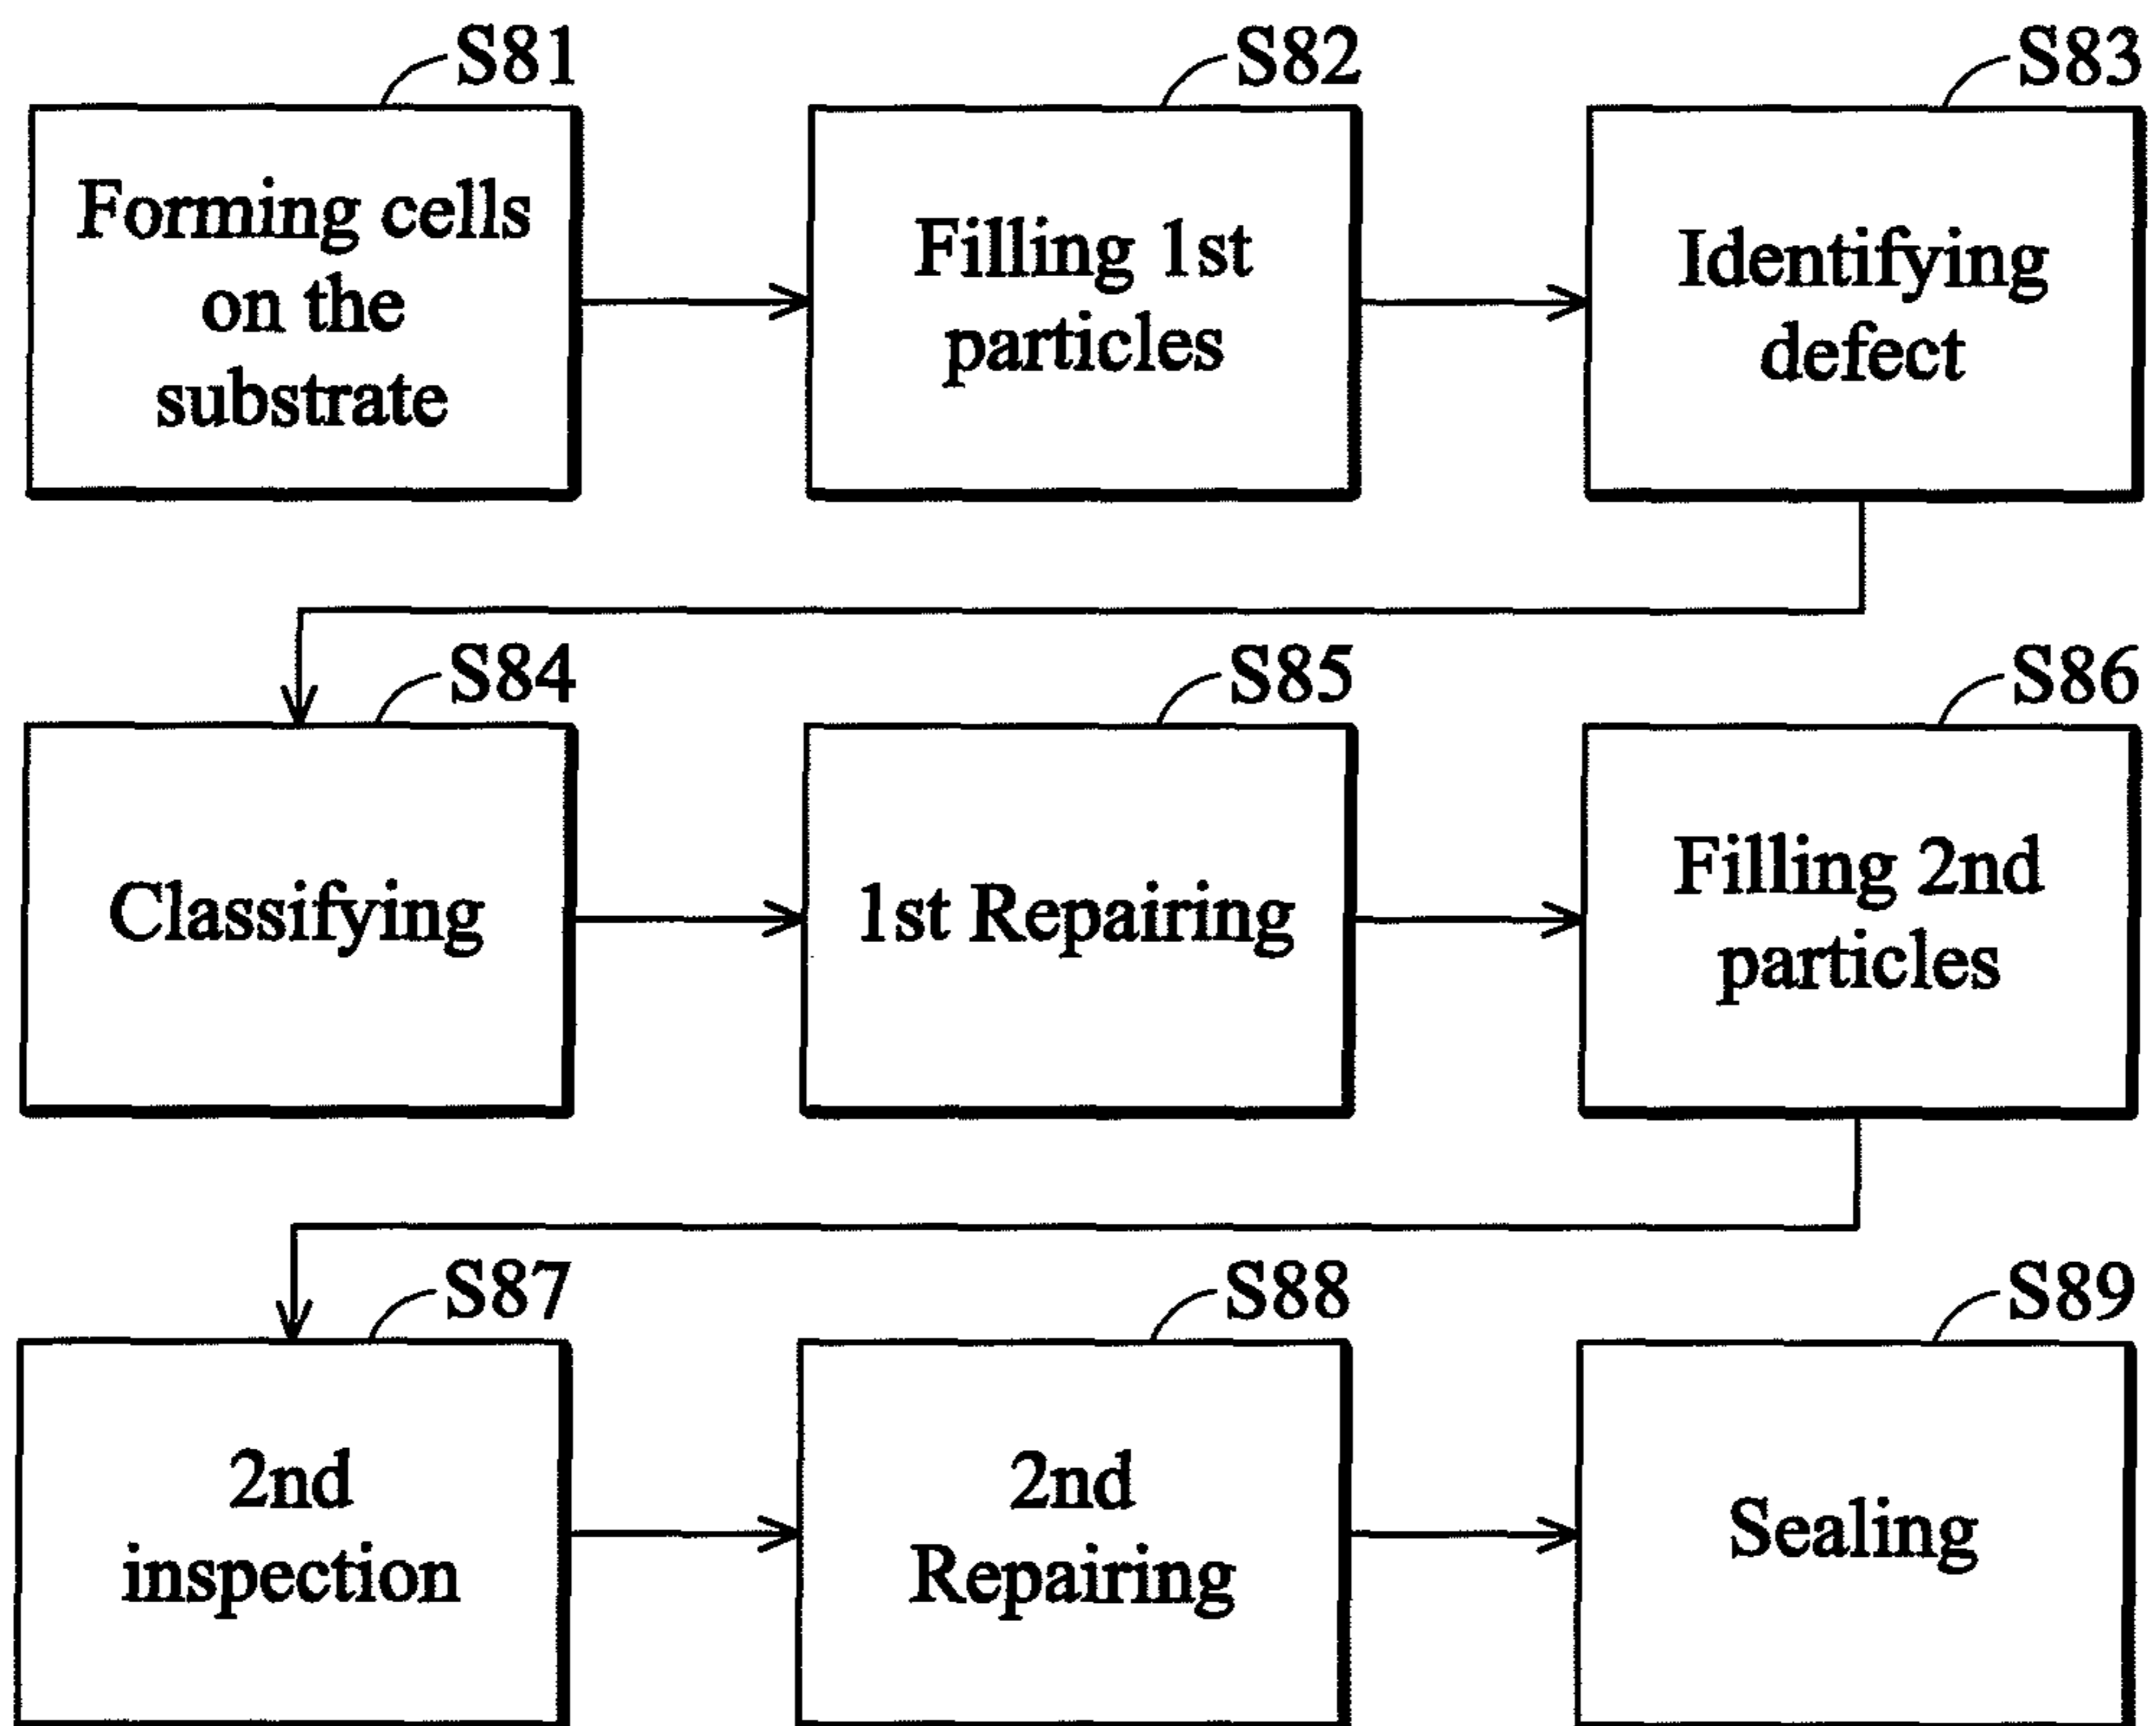 S81
Forming cells
on the
substrate
S82
Filling 1st
particles
S83
Identifying
defect
S84
Classifying
S85
1st Repairing
S86
Filling 2nd
particles
S87
2nd
inspection
S88
2nd
Repairing
S89
Sealing